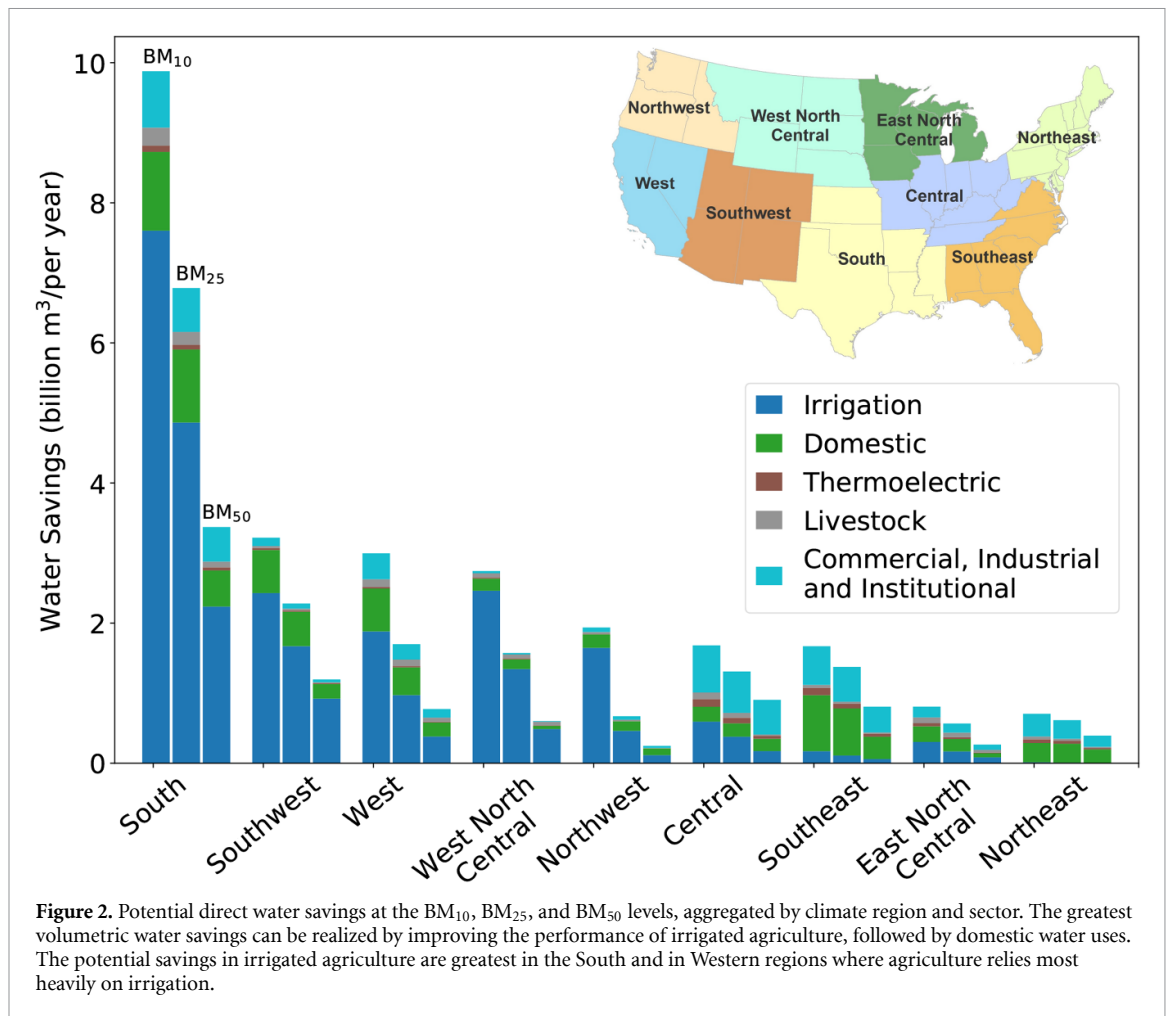 10
8
6
4
2
0
Water Savings (billion m³/per year)
BM₁₀
BM₂₅
BM₅₀
Northwest
West North
Central
East North
Central
Northeast
West
Southwest
Central
South
Southeast
Irrigation
Domestic
Thermoelectric
Livestock
Commercial, Industrial
and Institutional
South
Southwest
West
West North
Central
Northwest
Central
Southeast
East North
Central
Northeast
Figure 2. Potential direct water savings at the BM₁₀, BM₂₅, and BM₅₀ levels, aggregated by climate region and sector. The greatest
volumetric water savings can be realized by improving the performance of irrigated agriculture, followed by domestic water uses.
The potential savings in irrigated agriculture are greatest in the South and in Western regions where agriculture relies most
heavily on irrigation.